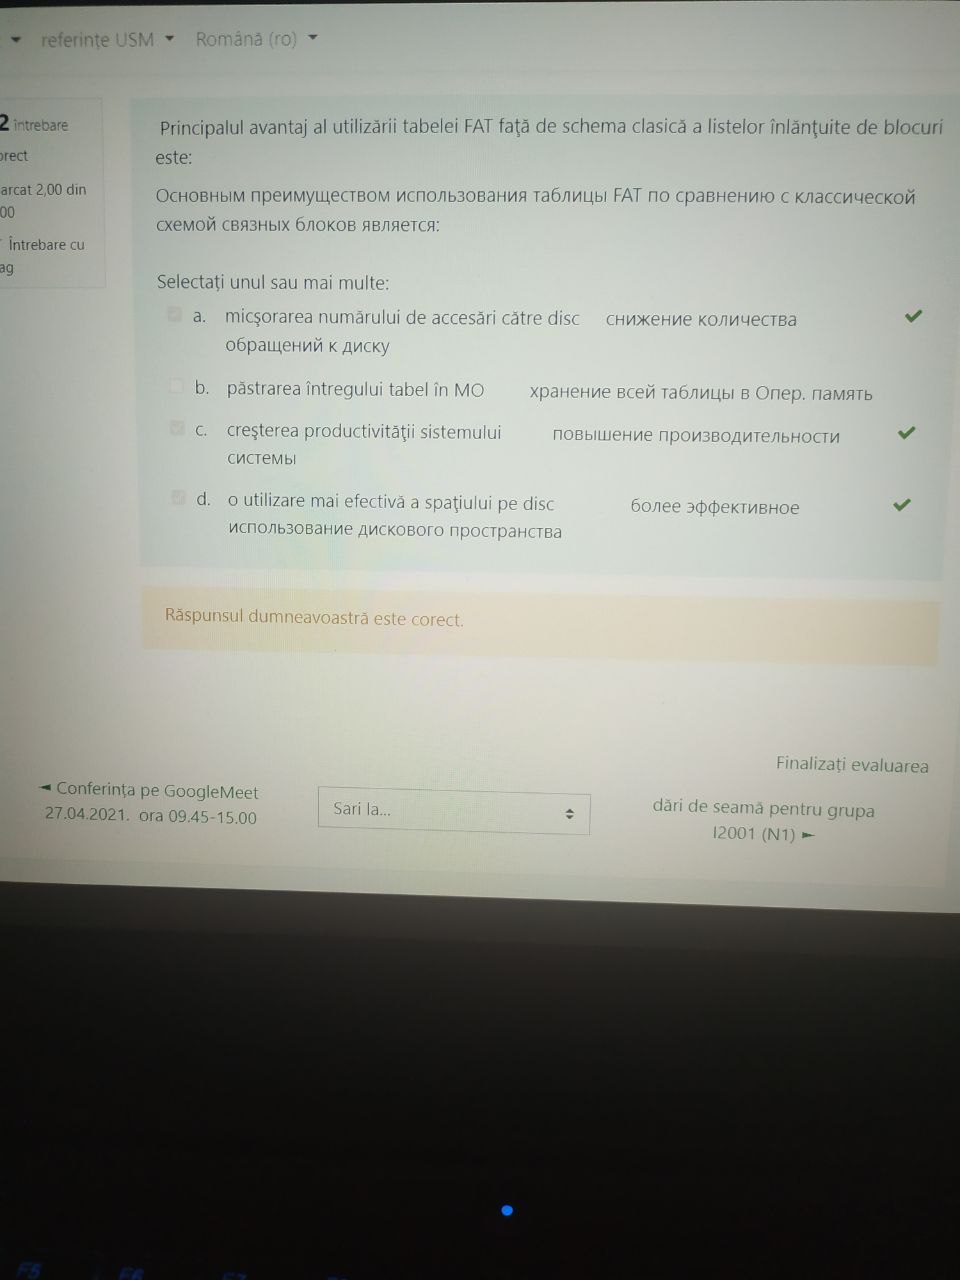 referințe USM Română (ro)
2 întrebare
Principalul avantaj al utilizării tabelei FAT faţă de schema clasică a listelor înlănţuite de blocuri
este:
arcat 2,00 din
00
Întrebare cu
Основным преимуществом использования таблицы FAT по сравнению с классической
схемой связных блоков является:
Selectați unul sau mai multe:
a. micşorarea numărului de accesări către disc снижение количества
обращений к диску
b. păstrarea întregului tabel în MO хранение всей таблицы в Опер. память
c. creşterea productivităţii sistemului повышение производительности
системы
d. o utilizare mai efectivă a spaţiului pe disc более эффективное
использование дискового пространства
Răspunsul dumneavoastră este corect.
Finalizați evaluarea
◄ Conferința pe GoogleMeet
27.04.2021. ora 09.45-15.00
Sari la...
dări de seamă pentru grupa
I2001 (N1) ►
F5
F6
F7